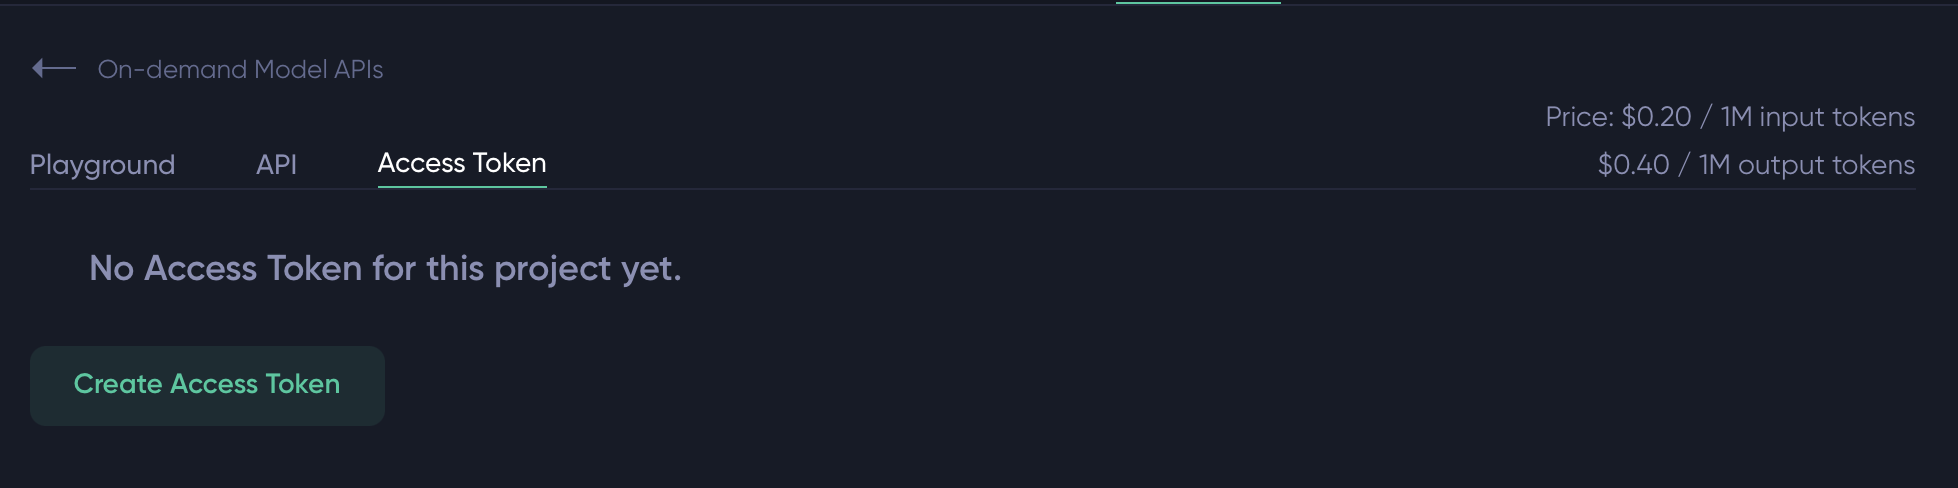 On-demand Model APIs
Price: $0.20 / 1M input tokens
$0.40 / 1M output tokens
Playground
API
Access Token
No Access Token for this project yet.
Create Access Token